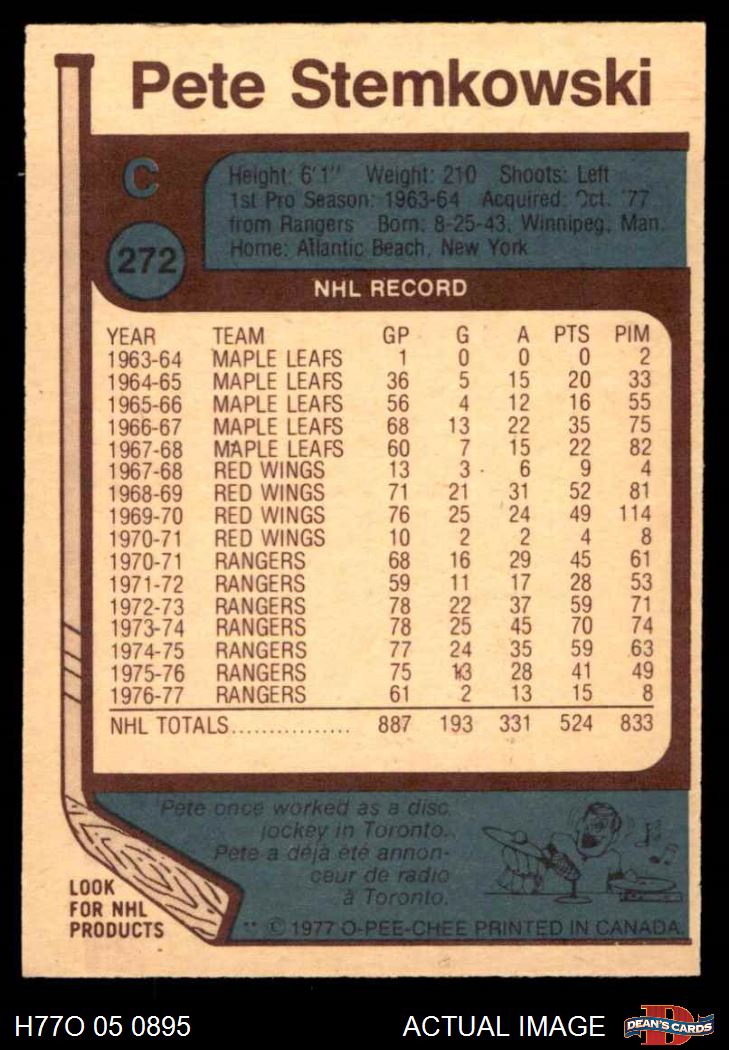 Pete Stemkowski
C
272
Height: 6'1" Weight: 210 Shoots: Left
1st Pro Season: 1963-64 Acquired: Oct. '77
from Rangers Born: 8-25-43, Winnipeg, Man.
Home: Atlantic Beach, New York
NHL RECORD
YEAR TEAM GP G A PTS PIM
1963-64 MAPLE LEAFS 1 0 0 0 2
1964-65 MAPLE LEAFS 36 5 15 20 33
1965-66 MAPLE LEAFS 56 4 12 16 55
1966-67 MAPLE LEAFS 68 13 22 35 75
1967-68 MAPLE LEAFS 60 7 15 22 82
1967-68 RED WINGS 13 3 6 9 4
1968-69 RED WINGS 71 21 31 52 81
1969-70 RED WINGS 76 25 24 49 114
1970-71 RED WINGS 10 2 2 4 8
1970-71 RANGERS 68 16 29 45 61
1971-72 RANGERS 59 11 17 28 53
1972-73 RANGERS 78 22 37 59 71
1973-74 RANGERS 78 25 45 70 74
1974-75 RANGERS 77 24 35 59 63
1975-76 RANGERS 75 13 28 41 49
1976-77 RANGERS 61 2 13 15 8
NHL TOTALS................ 887 193 331 524 833
Pete once worked as a disc
jockey in Toronto.
Pete a déjà été annon-
ceur de radio
à Toronto.
LOOK
FOR NHL
PRODUCTS
** © 1977 O-PEE-CHEE PRINTED IN CANADA.
H77O 05 0895 ACTUAL IMAGE
D
DEAN'S CARDS